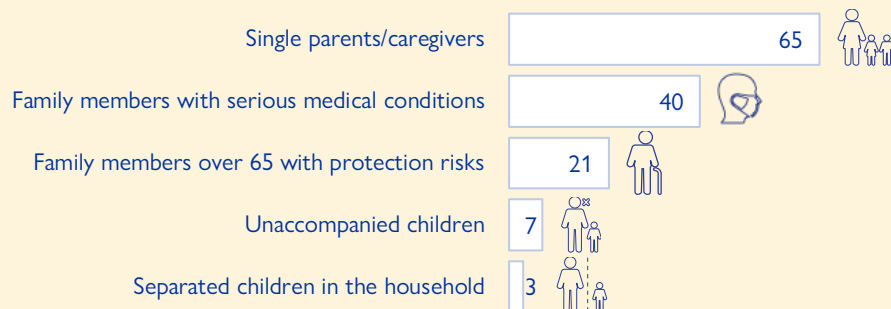 Single parents/caregivers 65
Family members with serious medical conditions 40
Family members over 65 with protection risks 21
Unaccompanied children 7
Separated children in the household 3